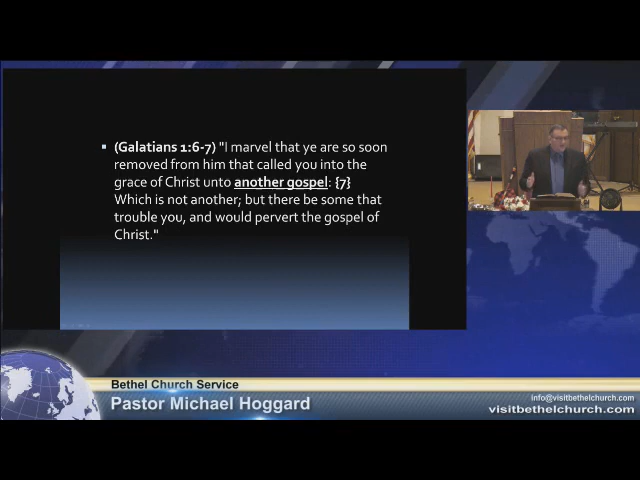 (Galatians 1:6-7) "I marvel that ye are so soon
removed from him that called you into the
grace of Christ unto another gospel: {7}
Which is not another; but there be some that
trouble you, and would pervert the gospel of
Christ."
Bethel Church Service
Pastor Michael Hoggard
info@visitbethelchurch.com
visitbethelchurch.com